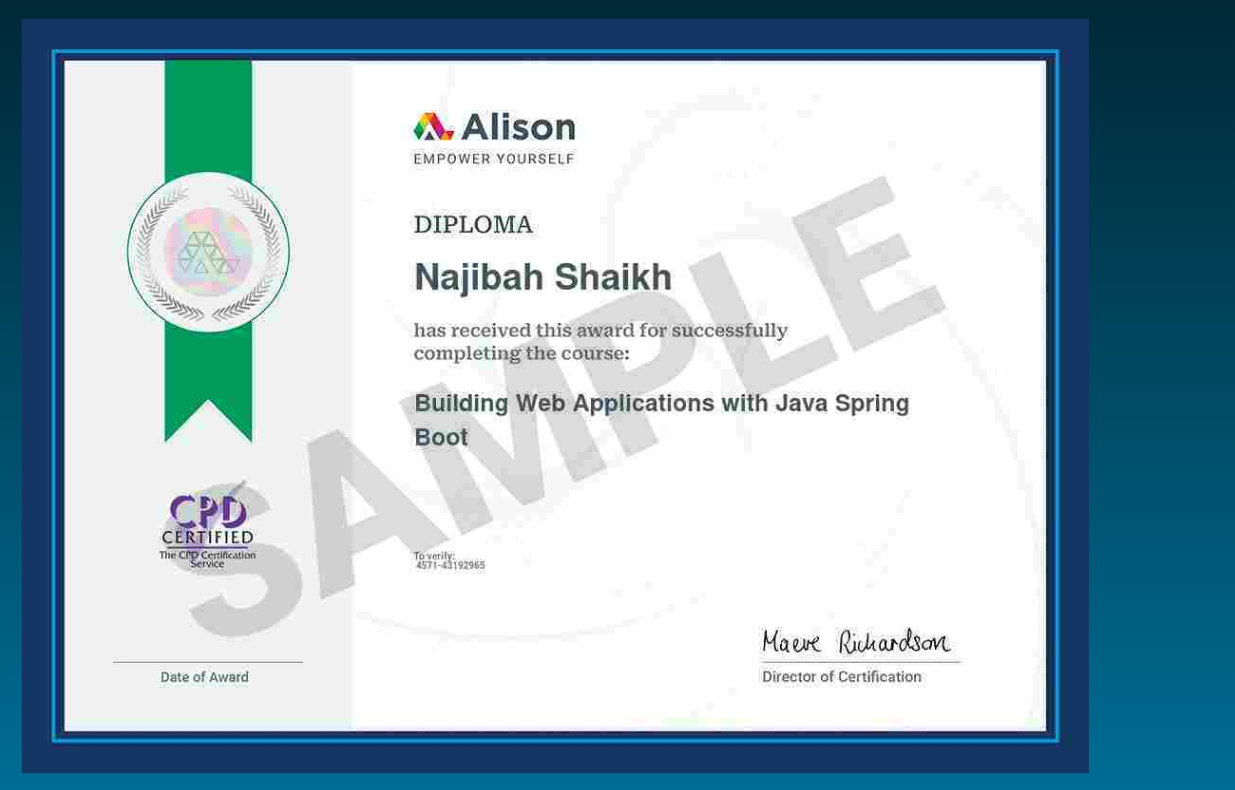 Alison
EMPOWER YOURSELF
DIPLOMA
Najibah Shaikh
has received this award for successfully
completing the course:
Building Web Applications with Java Spring
Boot
SAMPLE
CPD
CERTIFIED
The CPD Certification
Service
To verify:
4571-43192965
Maeve Richardson
Date of Award
Director of Certification